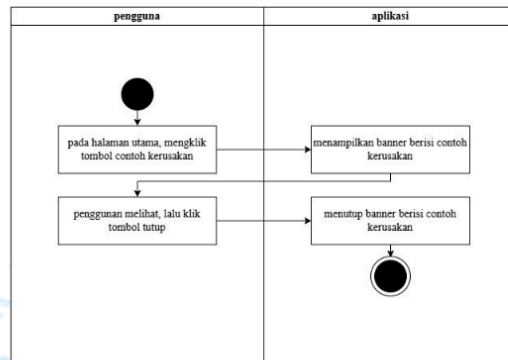 pengguna
aplikasi
pada halaman utama, mengklik
tombol contoh kerusakan
menampilkan banner berisi contoh
kerusakan
penggunan melihat, lalu klik
tombol tutup
menutup banner berisi contoh
kerusakan